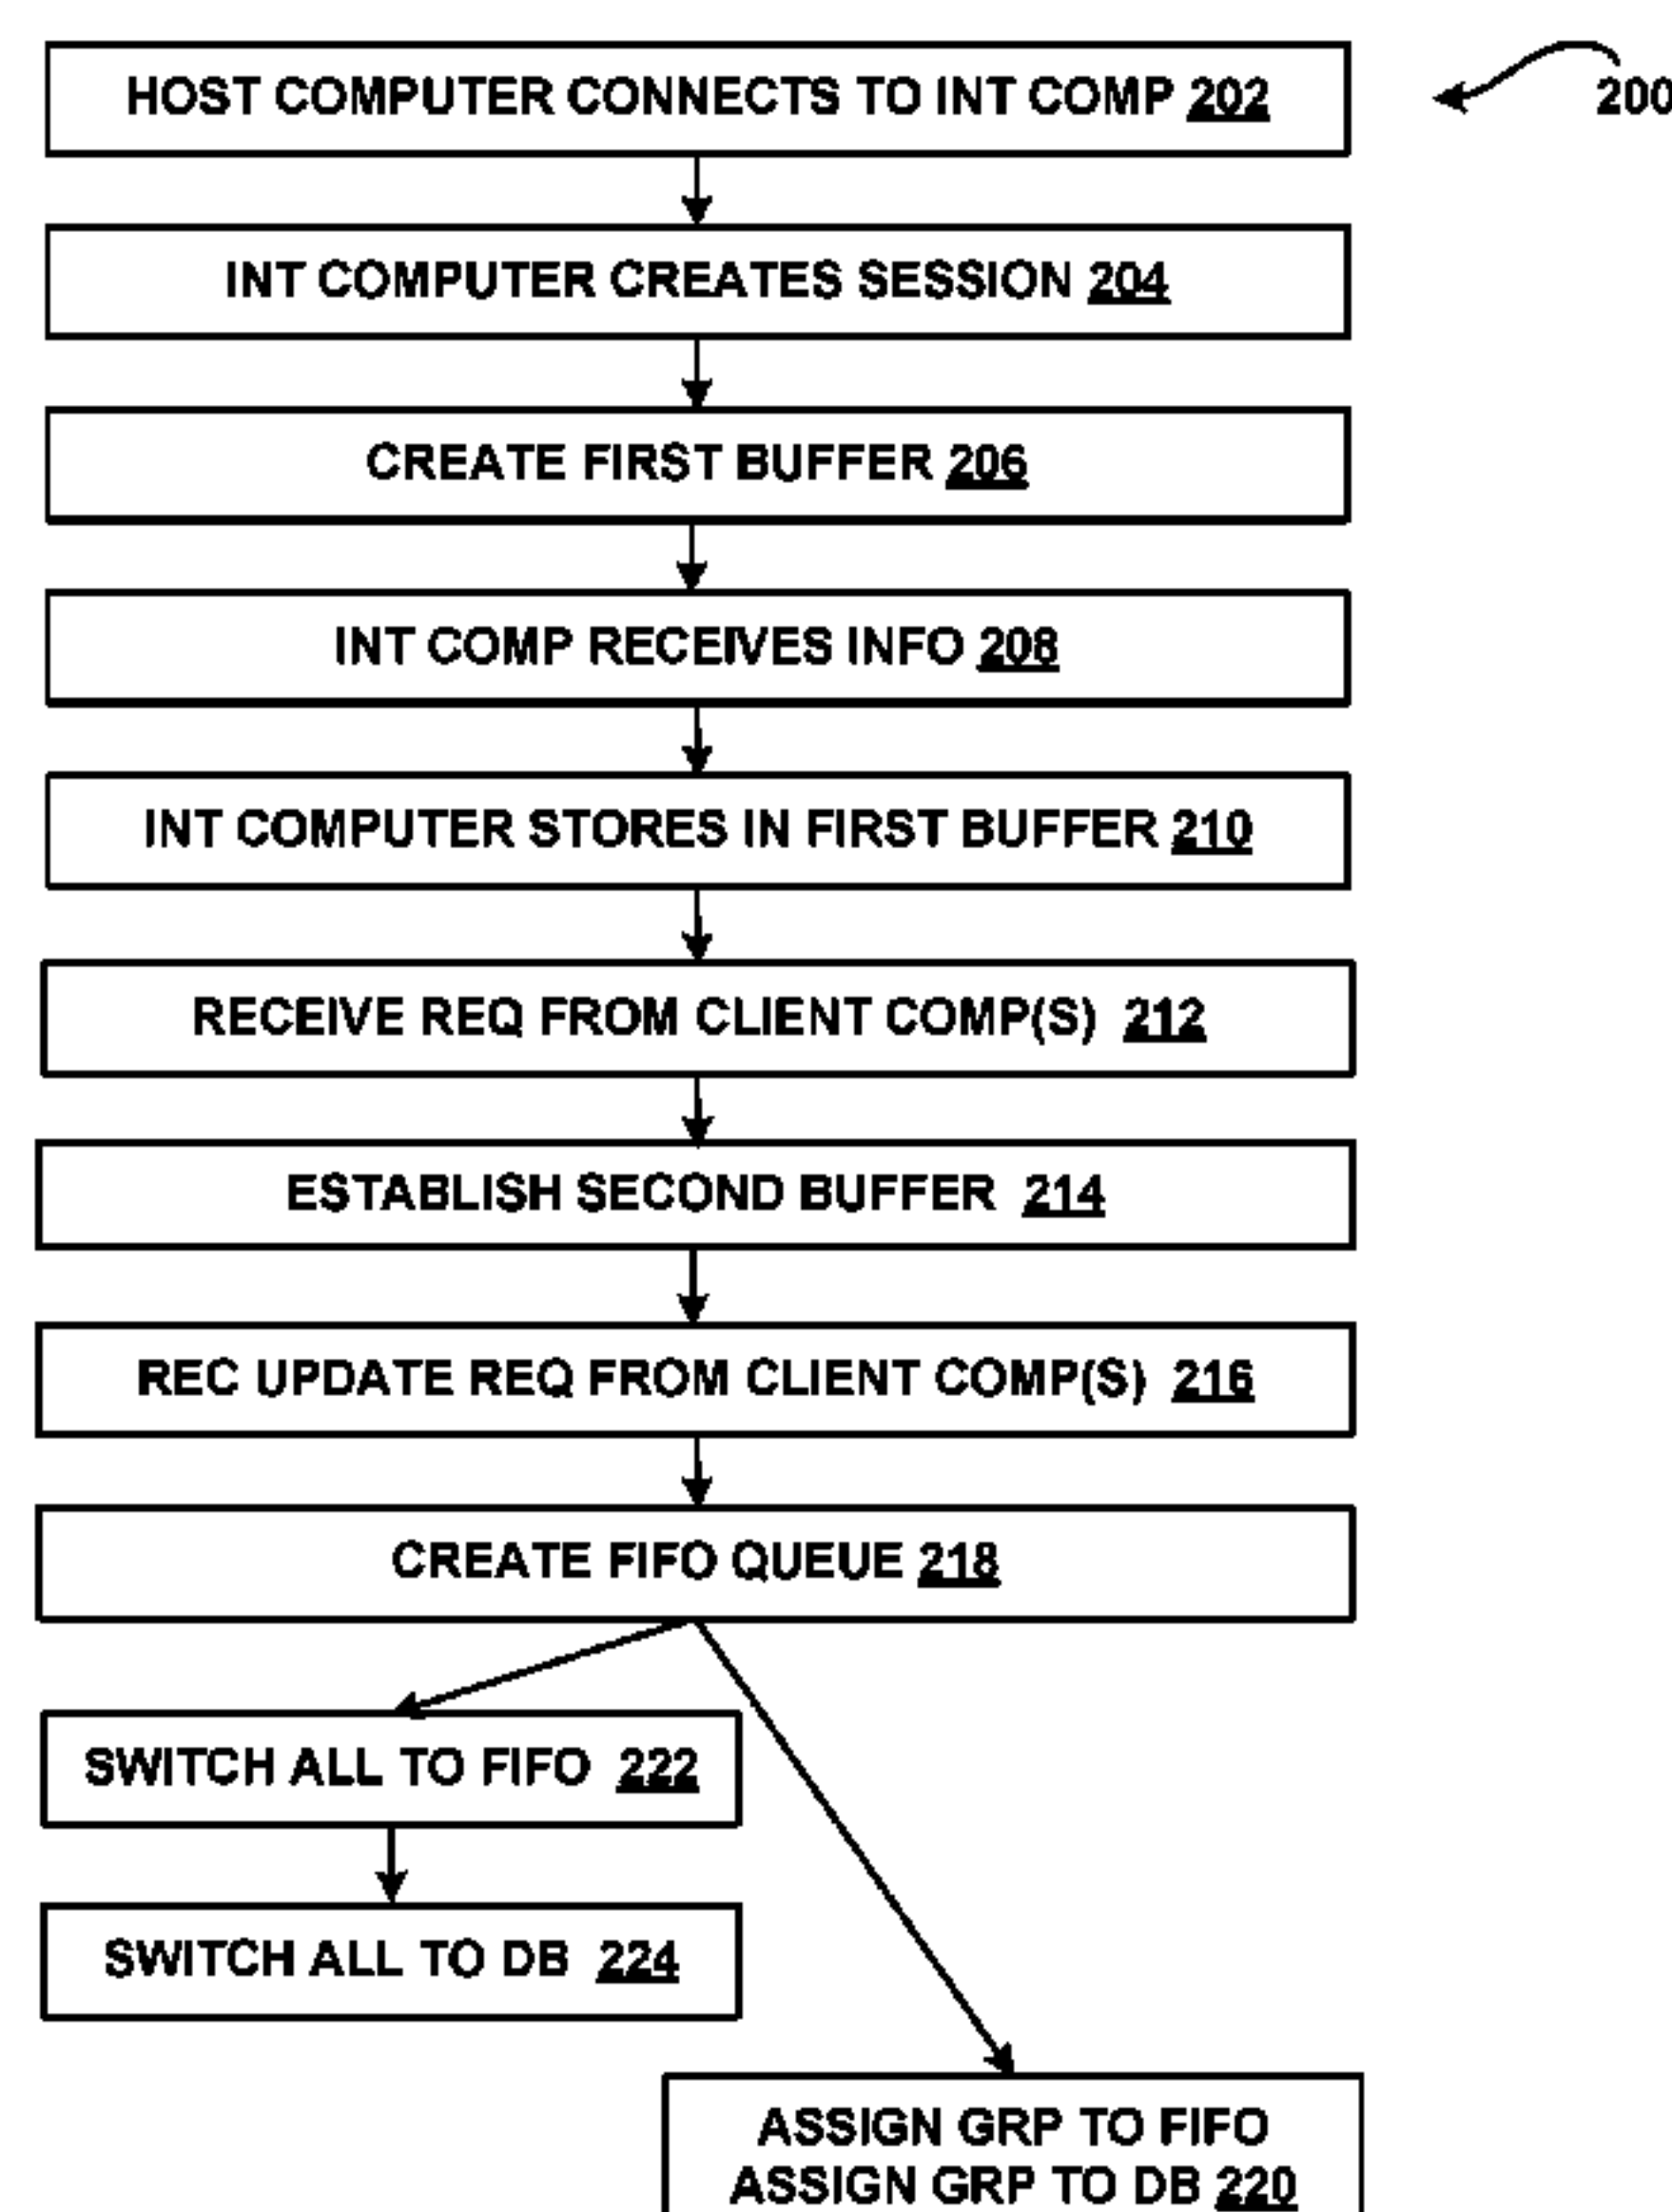 HOST COMPUTER CONNECTS TO INT COMP 202
200
INT COMPUTER CREATES SESSION 204
CREATE FIRST BUFFER 206
INT COMP RECEIVES INFO 208
INT COMPUTER STORES IN FIRST BUFFER 210
RECEIVE REQ FROM CLIENT COMP(S) 212
ESTABLISH SECOND BUFFER 214
REC UPDATE REQ FROM CLIENT COMP(S) 216
CREATE FIFO QUEUE 218
SWITCH ALL TO FIFO 222
SWITCH ALL TO DB 224
ASSIGN GRP TO FIFO
ASSIGN GRP TO DB 220